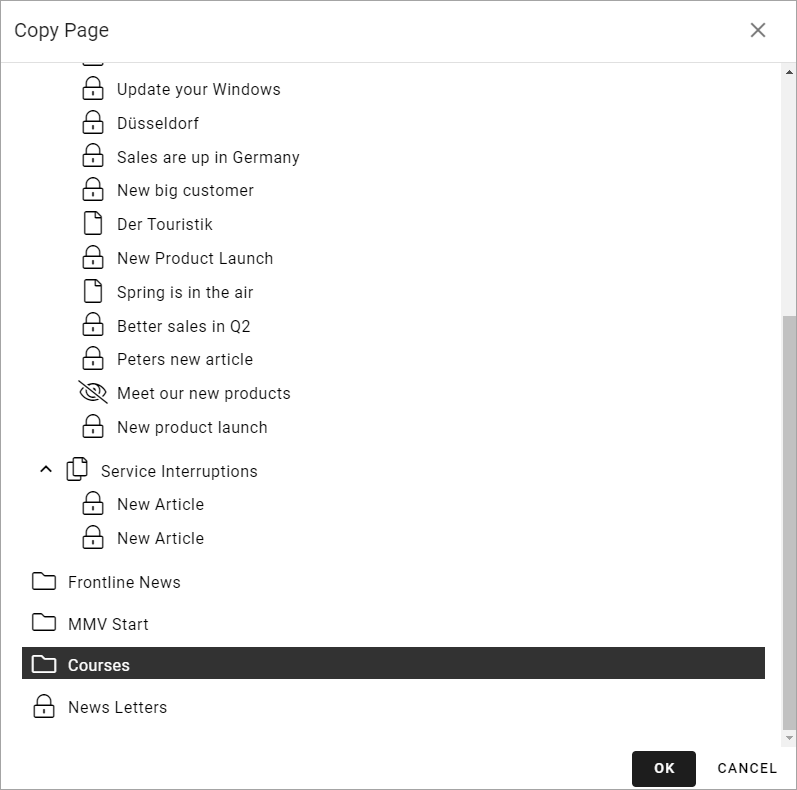 Copy Page
Update your Windows
Düsseldorf
Sales are up in Germany
New big customer
Der Touristik
New Product Launch
Spring is in the air
Better sales in Q2
Peters new article
Meet our new products
New product launch
Service Interruptions
New Article
New Article
Frontline News
MMV Start
Courses
News Letters
OK CANCEL